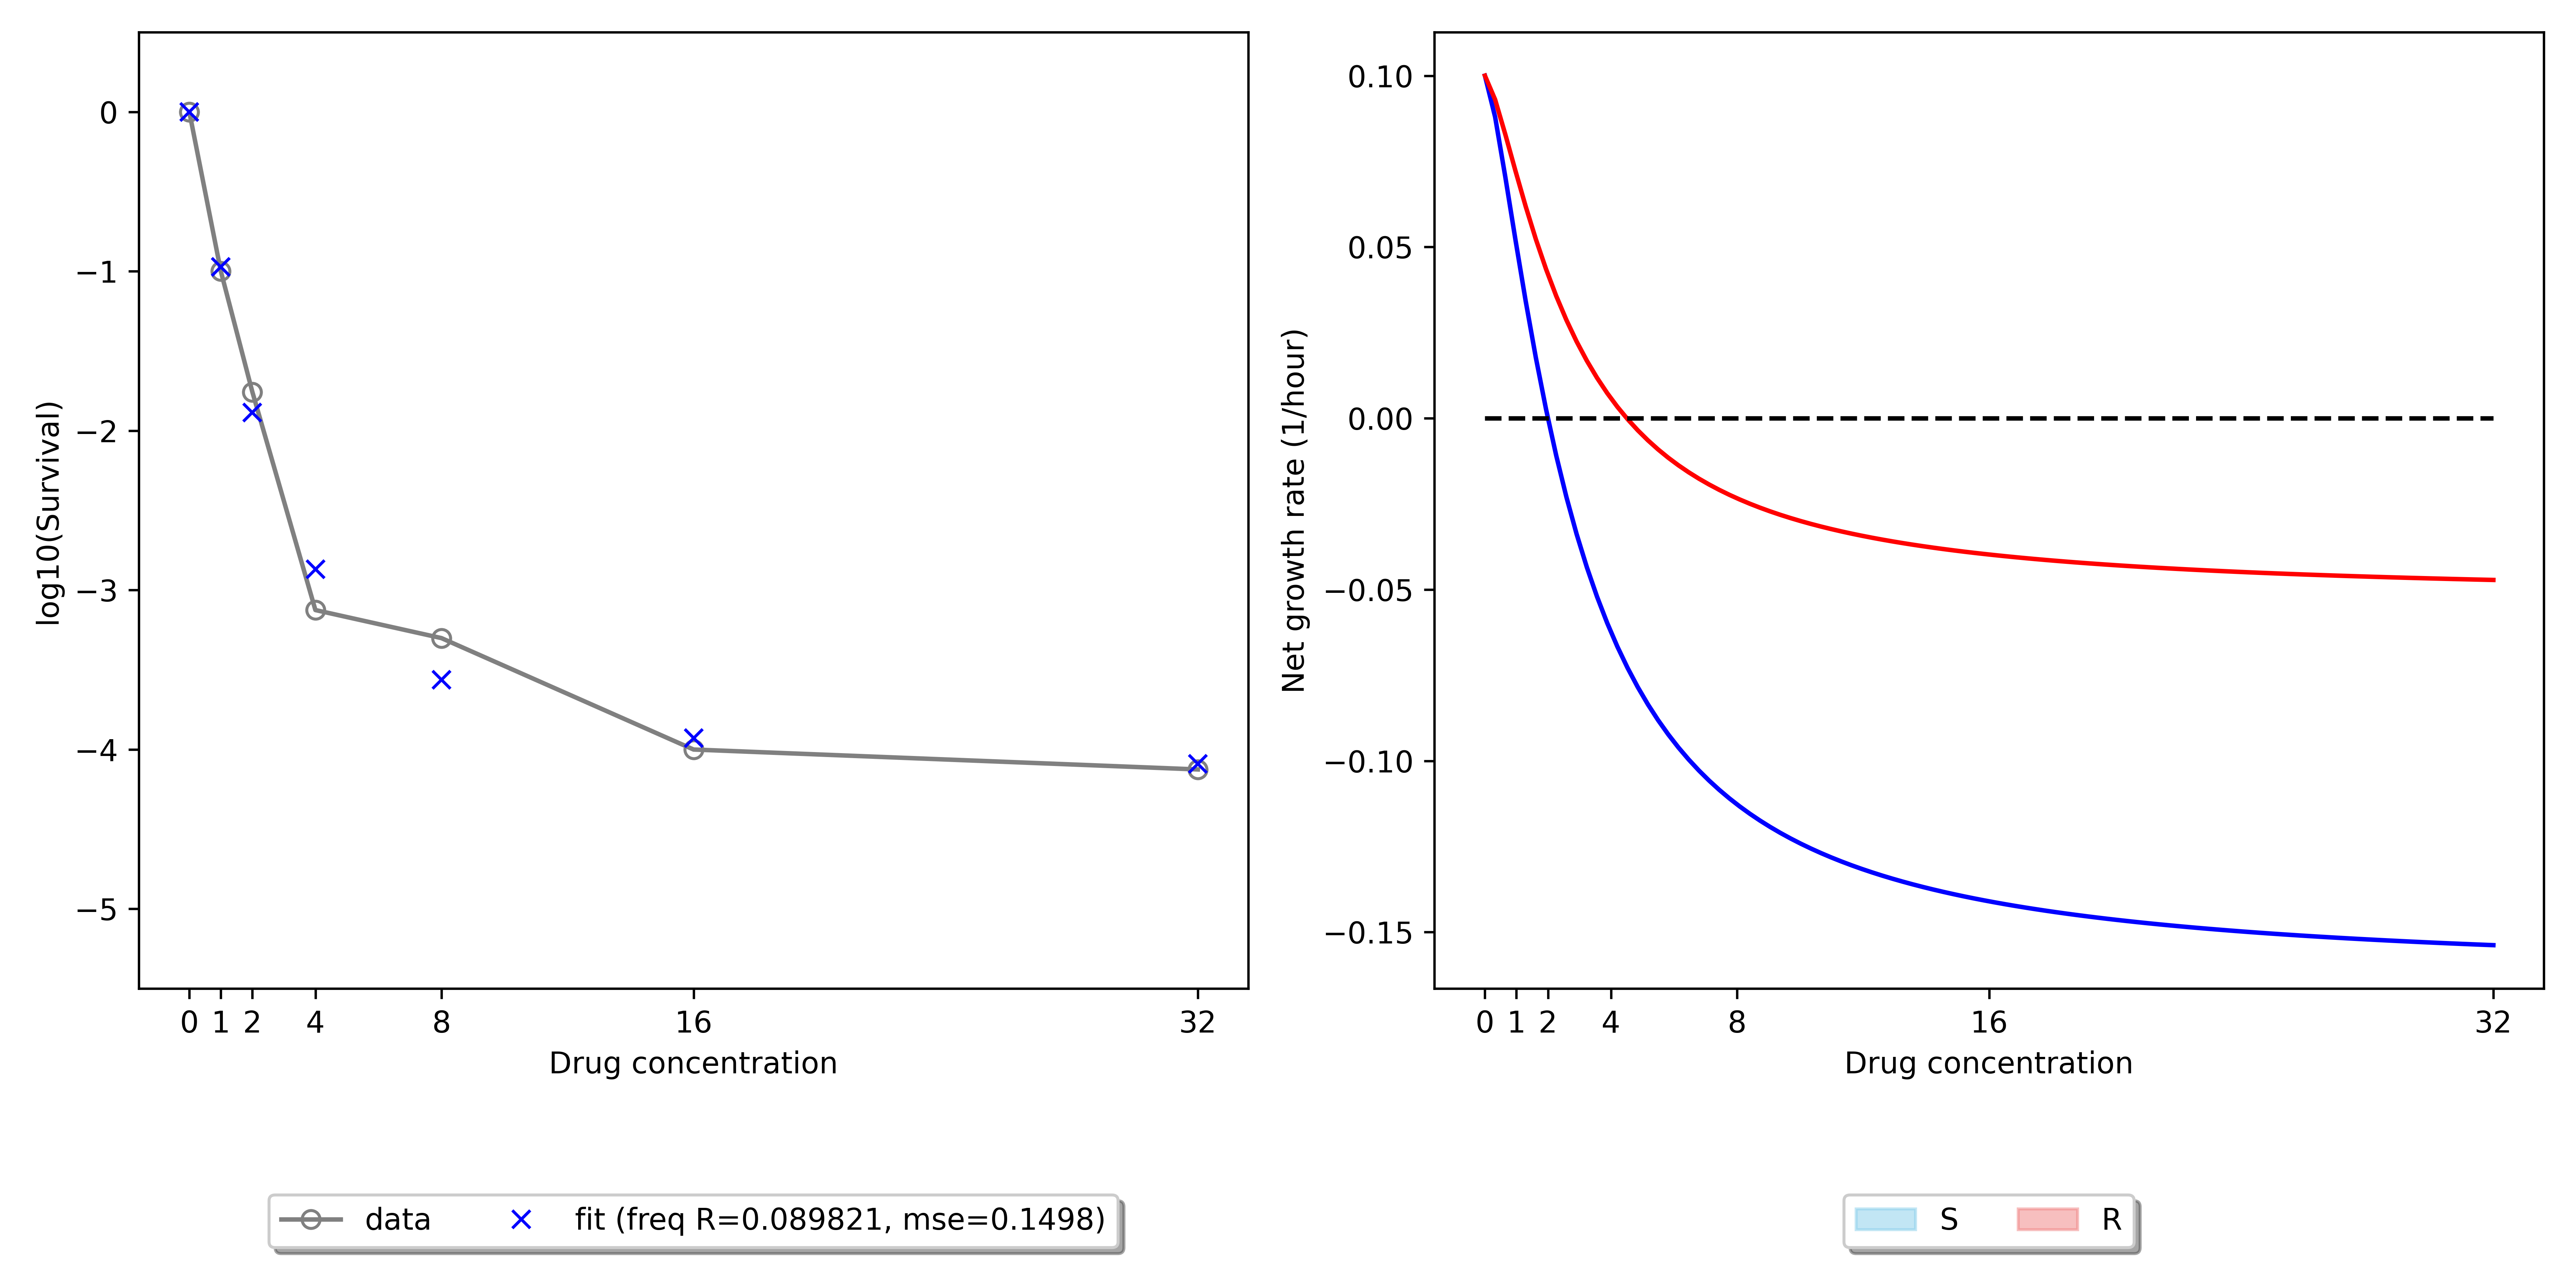 log10(Survival)
0
−1
−2
−3
−4
−5
0 1 2 4 8 16 32
Drug concentration
data fit (freq R=0.089821, mse=0.1498)
Net growth rate (1/hour)
0.10
0.05
0.00
−0.05
−0.10
−0.15
0 1 2 4 8 16 32
Drug concentration
S R